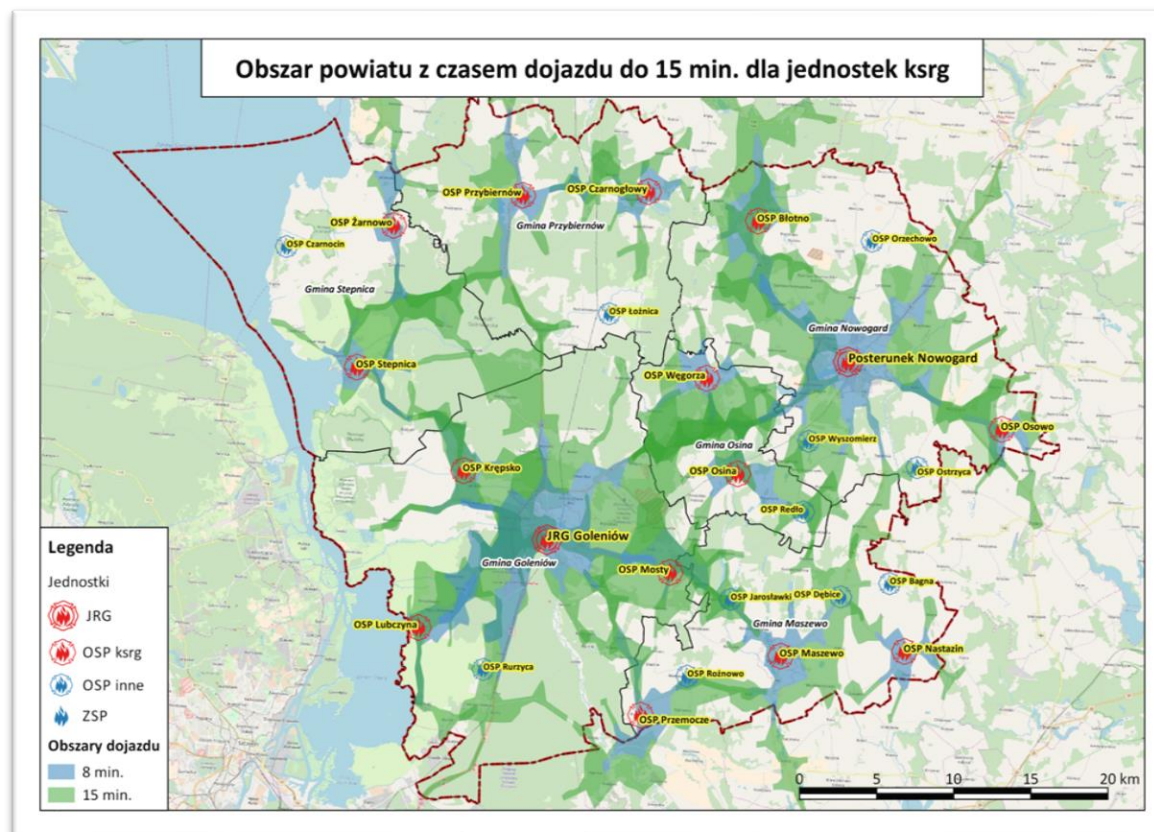 Obszar powiatu z czasem dojazdu do 15 min. dla jednostek ksrg
OSP Przybiernów
OSP Czarnogłowy
OSP Żarnowo
Gmina Przybiernów
OSP Błotno
OSP Czarnocin
OSP Orzechowo
Gmina Stepnica
OSP Łożnica
Gmina Nowogard
OSP Stepnica
Posterunek Nowogard
OSP Węgorza
OSP Osowo
Gmina Osina
OSP Wyszomierz
OSP Krępsko
OSP Osina
OSP Ostrzyca
OSP Redło
JRG Goleniów
Gmina Goleniów
OSP Mosty
OSP Bagna
OSP Jarosławki
OSP Dębice
OSP Lubczyna
Gmina Maszewo
OSP Maszewo
OSP Nastazin
OSP Rurzyca
OSP Rożnowo
OSP Przemocze
Legenda
Jednostki
JRG
OSP ksrg
OSP inne
ZSP
Obszary dojazdu
8 min.
15 min.
0 5 10 15 20 km